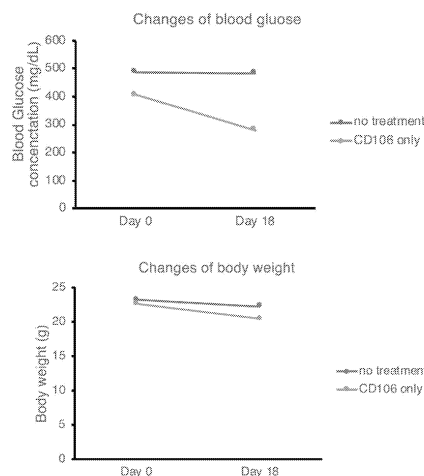 Changes of blood gluose
Blood Glucose
concenctation (mg/dL)
600
500
400
300
200
100
0
Day 0
Day 18
no treatment
CD106 only
Changes of body weight
Body weight (g)
25
20
15
10
5
0
Day 0
Day 18
no treatment
CD106 only